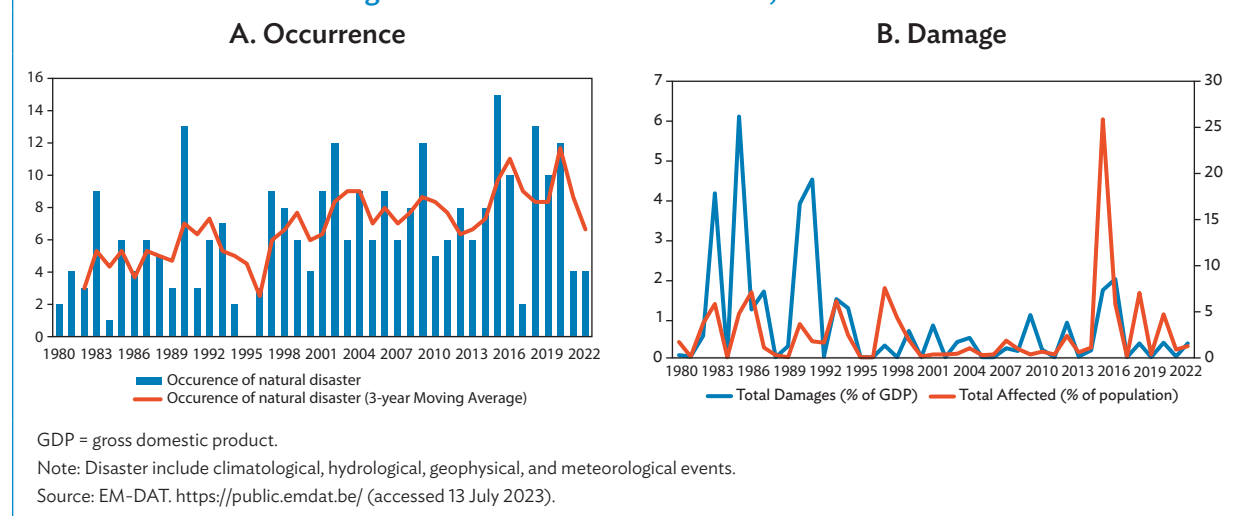 A. Occurrence
16
14
12
10
8
6
4
2
0
1980 1983 1986 1989 1992 1995 1998 2001 2004 2007 2010 2013 2016 2019 2022
Occurence of natural disaster
Occurence of natural disaster (3-year Moving Average)
B. Damage
7
6
5
4
3
2
1
0
30
25
20
15
10
5
0
1980 1983 1986 1989 1992 1995 1998 2001 2004 2007 2010 2013 2016 2019 2022
Total Damages (% of GDP) Total Affected (% of population)
GDP = gross domestic product.
Note: Disaster include climatological, hydrological, geophysical, and meteorological events.
Source: EM-DAT. https://public.emdat.be/ (accessed 13 July 2023).